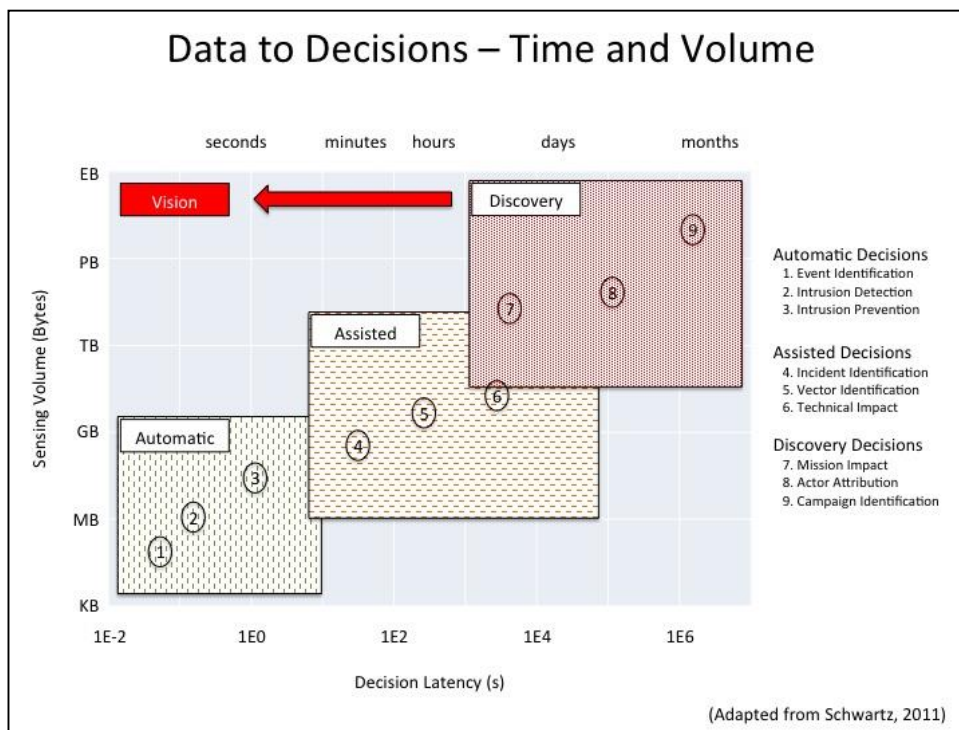 Data to Decisions – Time and Volume
seconds minutes hours days months
EB
PB
TB
GB
MB
KB
Sensing Volume (Bytes)
Vision
Discovery
9
8
7
Assisted
6
5
4
Automatic
3
2
1
1E-2 1E0 1E2 1E4 1E6
Decision Latency (s)
Automatic Decisions
1. Event Identification
2. Intrusion Detection
3. Intrusion Prevention
Assisted Decisions
4. Incident Identification
5. Vector Identification
6. Technical Impact
Discovery Decisions
7. Mission Impact
8. Actor Attribution
9. Campaign Identification
(Adapted from Schwartz, 2011)